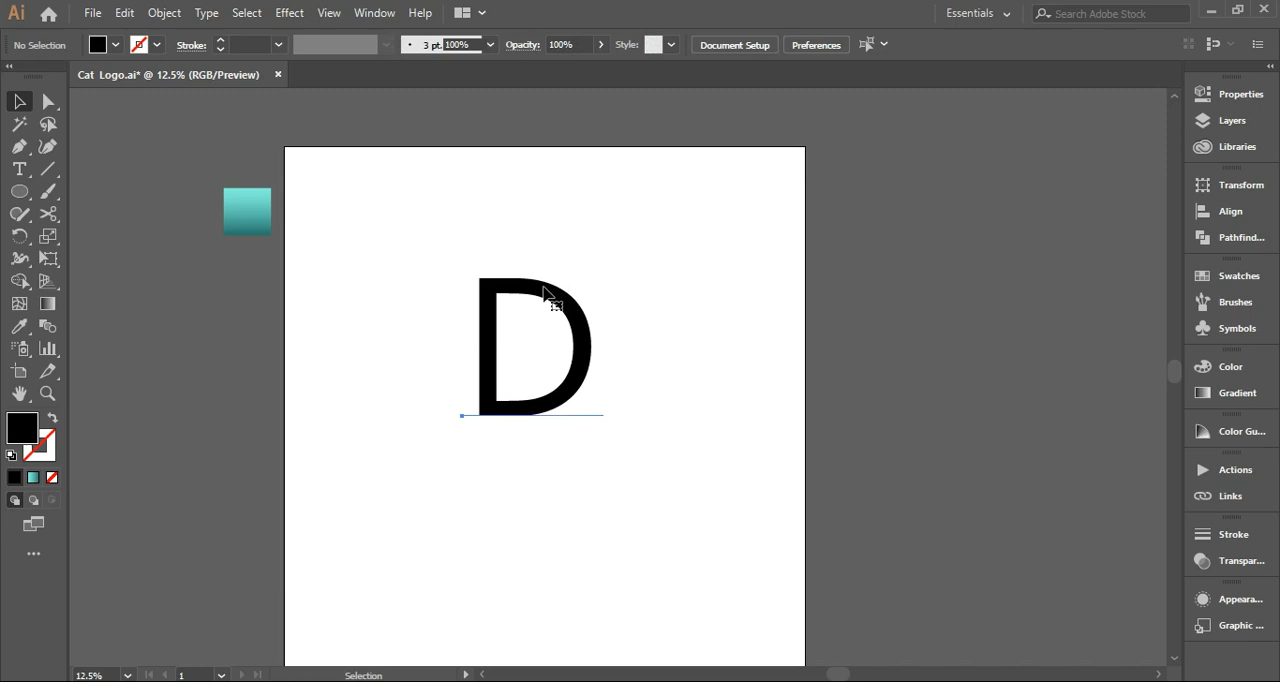 Ai File Edit Object Type Select Effect View Window Help Essentials Search Adobe Stock
No Selection Stroke: 3 pt. 100% Opacity: 100% Style: Document Setup Preferences
Cat Logo.ai* @ 12.5% (RGB/Preview) ×
D
Properties
Layers
Libraries
Transform
Align
Pathfind...
Swatches
Brushes
Symbols
Color
Gradient
Color Gu...
Actions
Links
Stroke
Transpar...
Appeara...
Graphic ...
12.5% 1 Selection